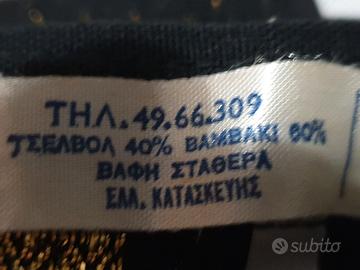 ΤΗΛ.49.66.309
ΤΣΕΛΒΟΛ 40% ΒΑΜΒΑΚΙ 60%
ΒΑΦΗ ΣΤΑΘΕΡΑ
ΕΛΛ. ΚΑΤΑΣΚΕΥΗΣ
subito